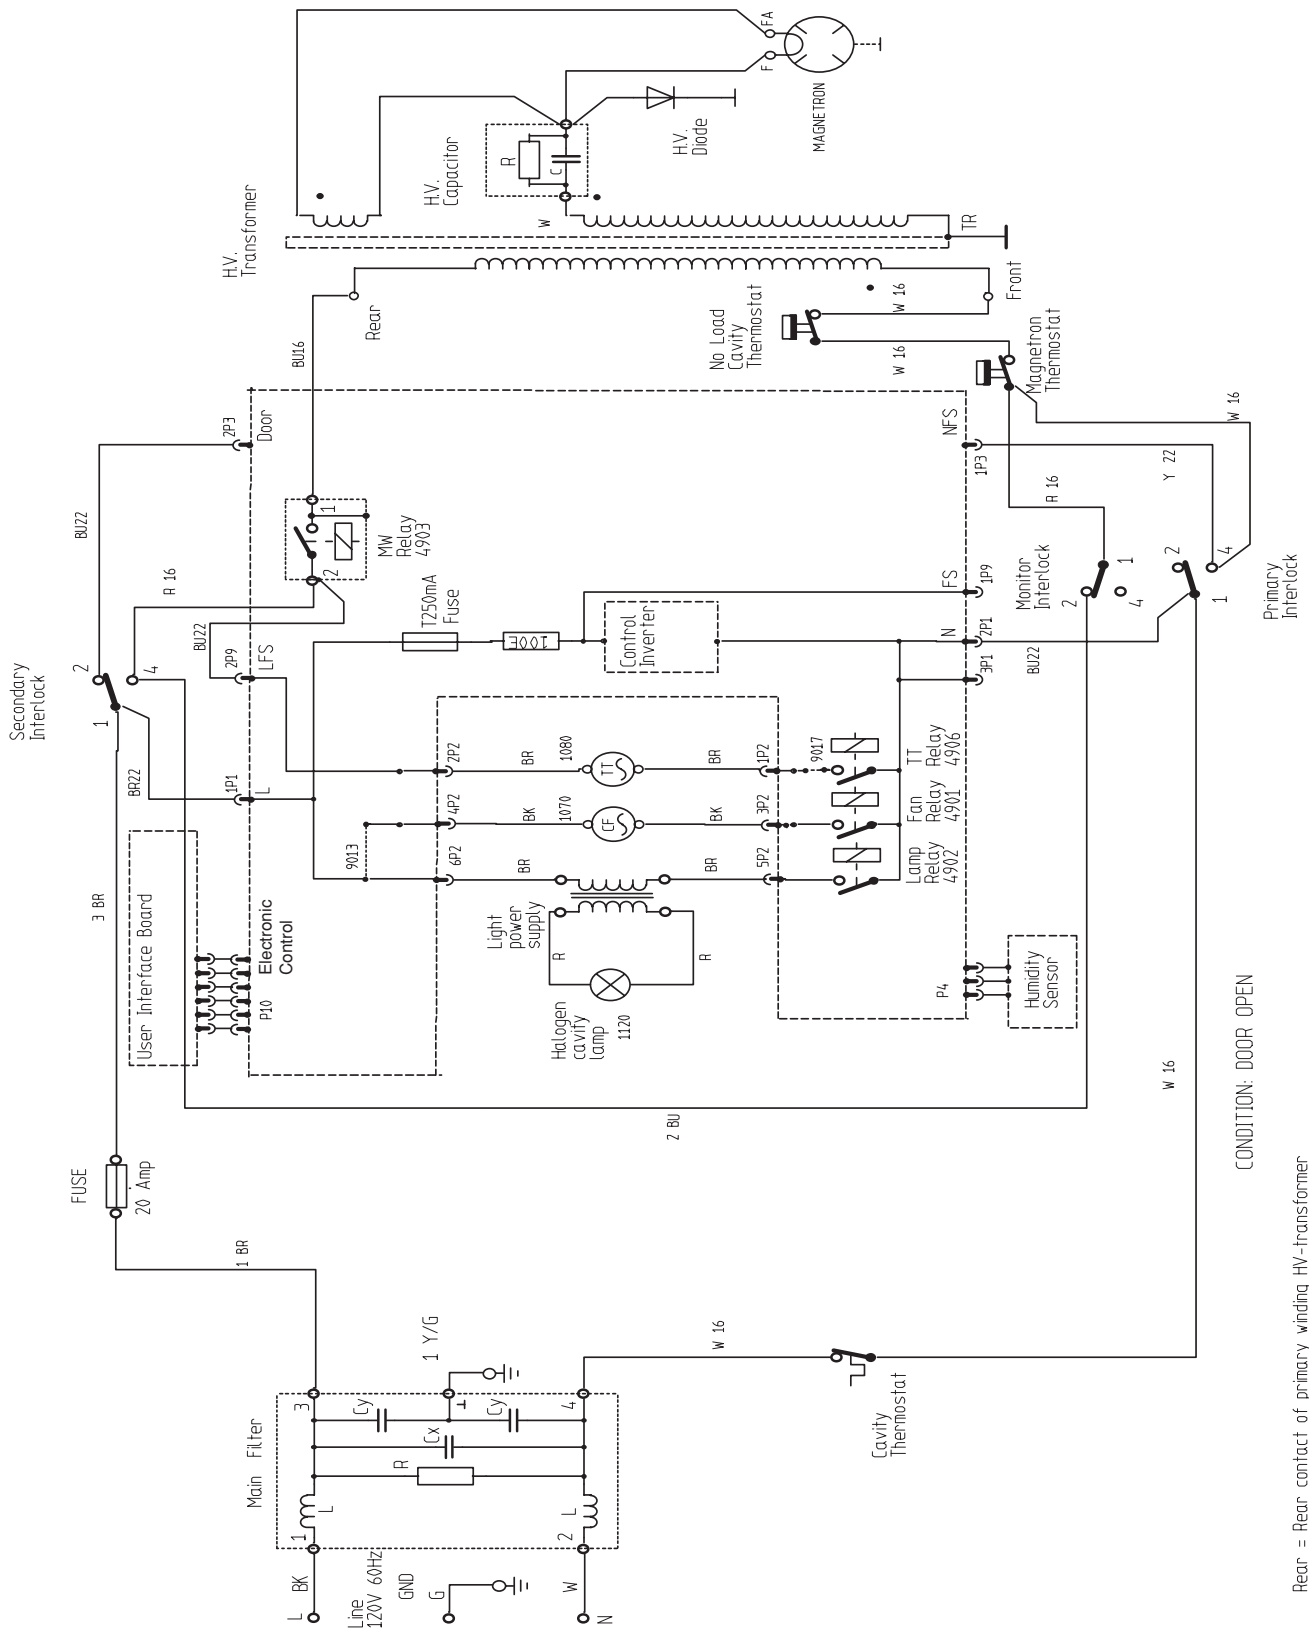 Secondary
Interlock
2
4
1
BU22
R 16
BU22
2P9
LFS
BR22
1P1
L
3 BR
User Interface Board
P10
Electronic
Control
FUSE
20 Amp
1 BR
2P3
Door
BU16
MW
Relay
4903
1
2
H.V.
Transformer
Rear
H.V.
Capacitor
R
C
W
H.V.
Diode
F
FA
MAGNETRON
TR
Front
W 16
No Load
Cavity
Thermostat
W 16
Magnetron
Thermostat
W 16
NFS
1P3
Y 22
R 16
FS
1P9
Monitor
Interlock
2
1
4
2
4
1
Primary
Interlock
N
2P1
3P1
BU22
T250mA
Fuse
100E
Control
Inverter
2P2
BR
1080
TT
BR
1P2
9017
TT
Relay
4906
4P2
BK
1070
CF
BK
3P2
Fan
Relay
4901
9013
6P2
BR
BR
5P2
Lamp
Relay
4902
Light
power
supply
R
R
Halogen
cavity
lamp
1120
P4
Humidity
Sensor
2 BU
W 16
CONDITION: DOOR OPEN
Main Filter
3
Cy
Cy
4
Cx
R
L
L
1
2
1 Y/G
W 16
Cavity
Thermostat
L
BK
Line
120V 60Hz
GND
G
W
N
Rear = Rear contact of primary winding HV-transformer